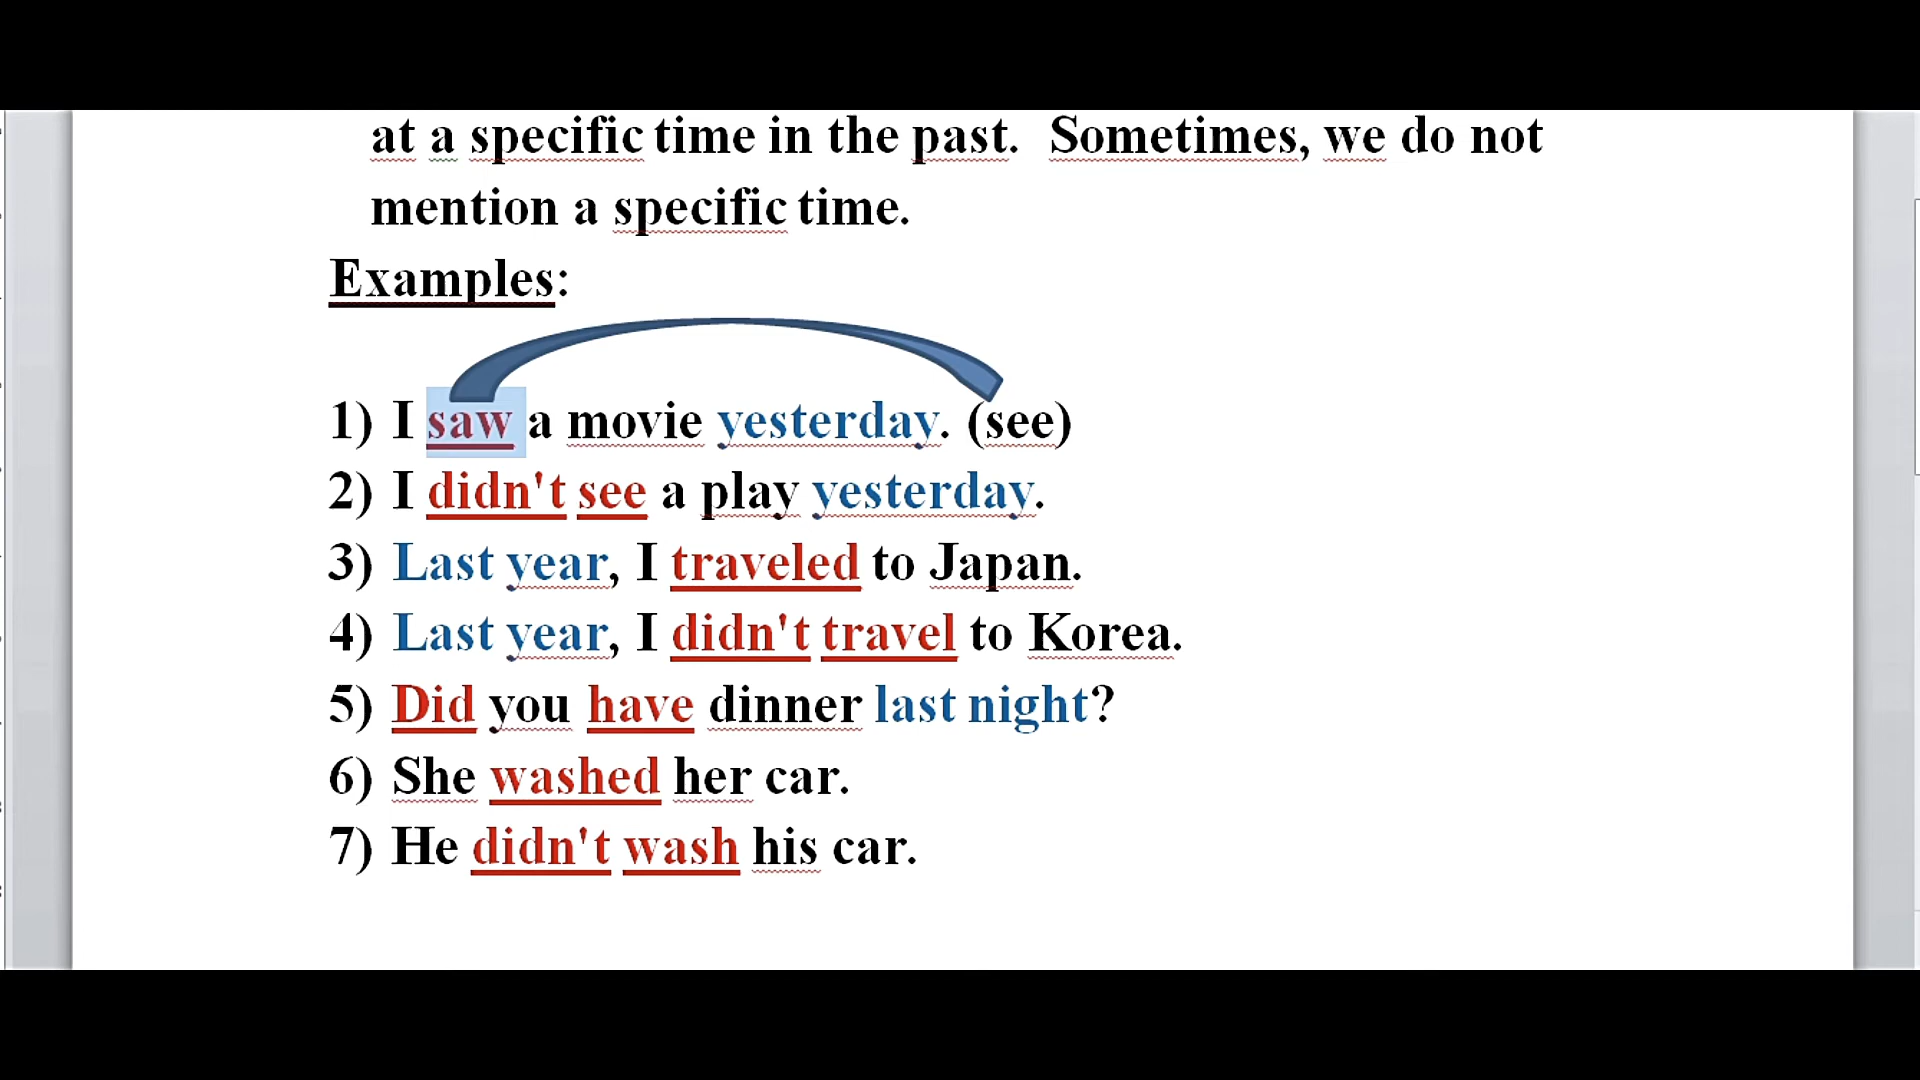 at a specific time in the past. Sometimes, we do not
mention a specific time.
Examples:
1) I saw a movie yesterday. (see)
2) I didn't see a play yesterday.
3) Last year, I traveled to Japan.
4) Last year, I didn't travel to Korea.
5) Did you have dinner last night?
6) She washed her car.
7) He didn't wash his car.